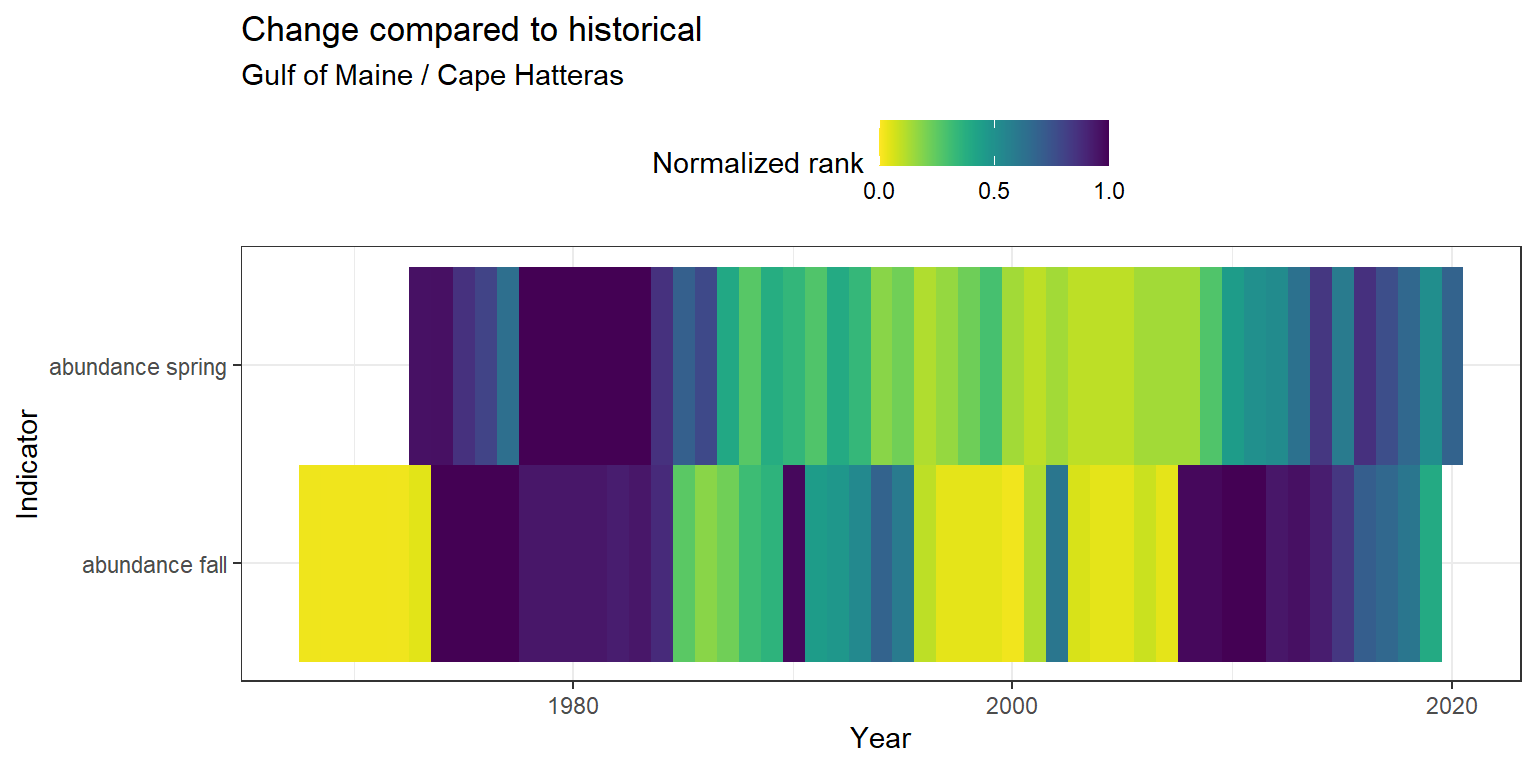 Change compared to historical
Gulf of Maine / Cape Hatteras
Normalized rank
0.0 0.5 1.0
Indicator
abundance spring
abundance fall
1980 2000 2020
Year